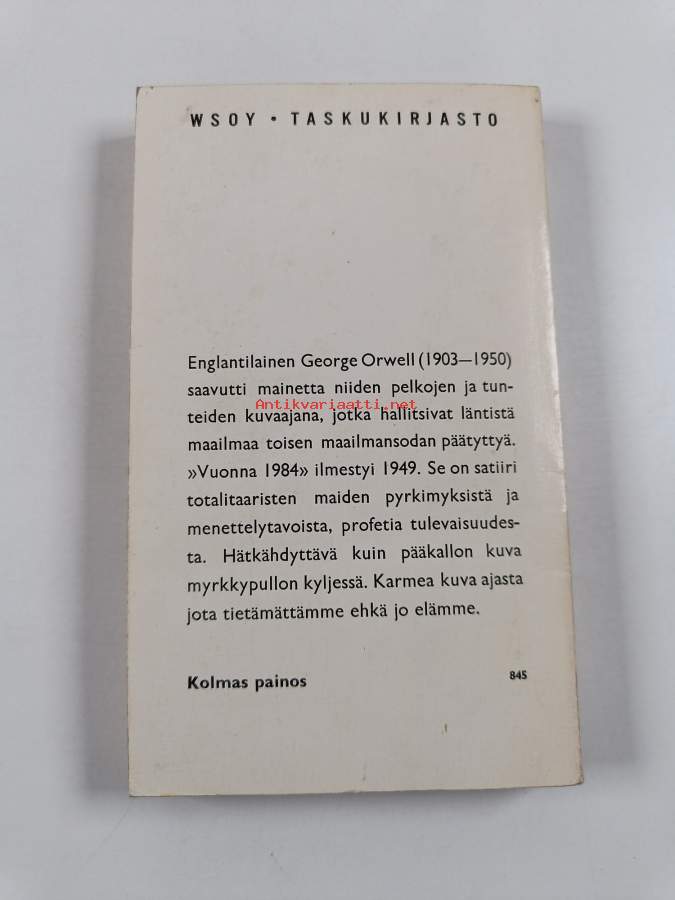 WSOY • TASKUKIRJASTO
Englantilainen George Orwell (1903—1950)
saavutti mainetta niiden pelkojen ja tun-
Antikvariaatti.net
teiden kuvaajana, jotka hallitsivat läntistä
maailmaa toisen maailmansodan päätyttyä.
»Vuonna 1984» ilmestyi 1949. Se on satiiri
totalitaaristen maiden pyrkimyksistä ja
menettelytavoista, profetia tulevaisuudes-
ta. Hätkähdyttävä kuin pääkallon kuva
myrkkypullon kyljessä. Karmea kuva ajasta
jota tietämättämme ehkä jo elämme.
Kolmas painos
845